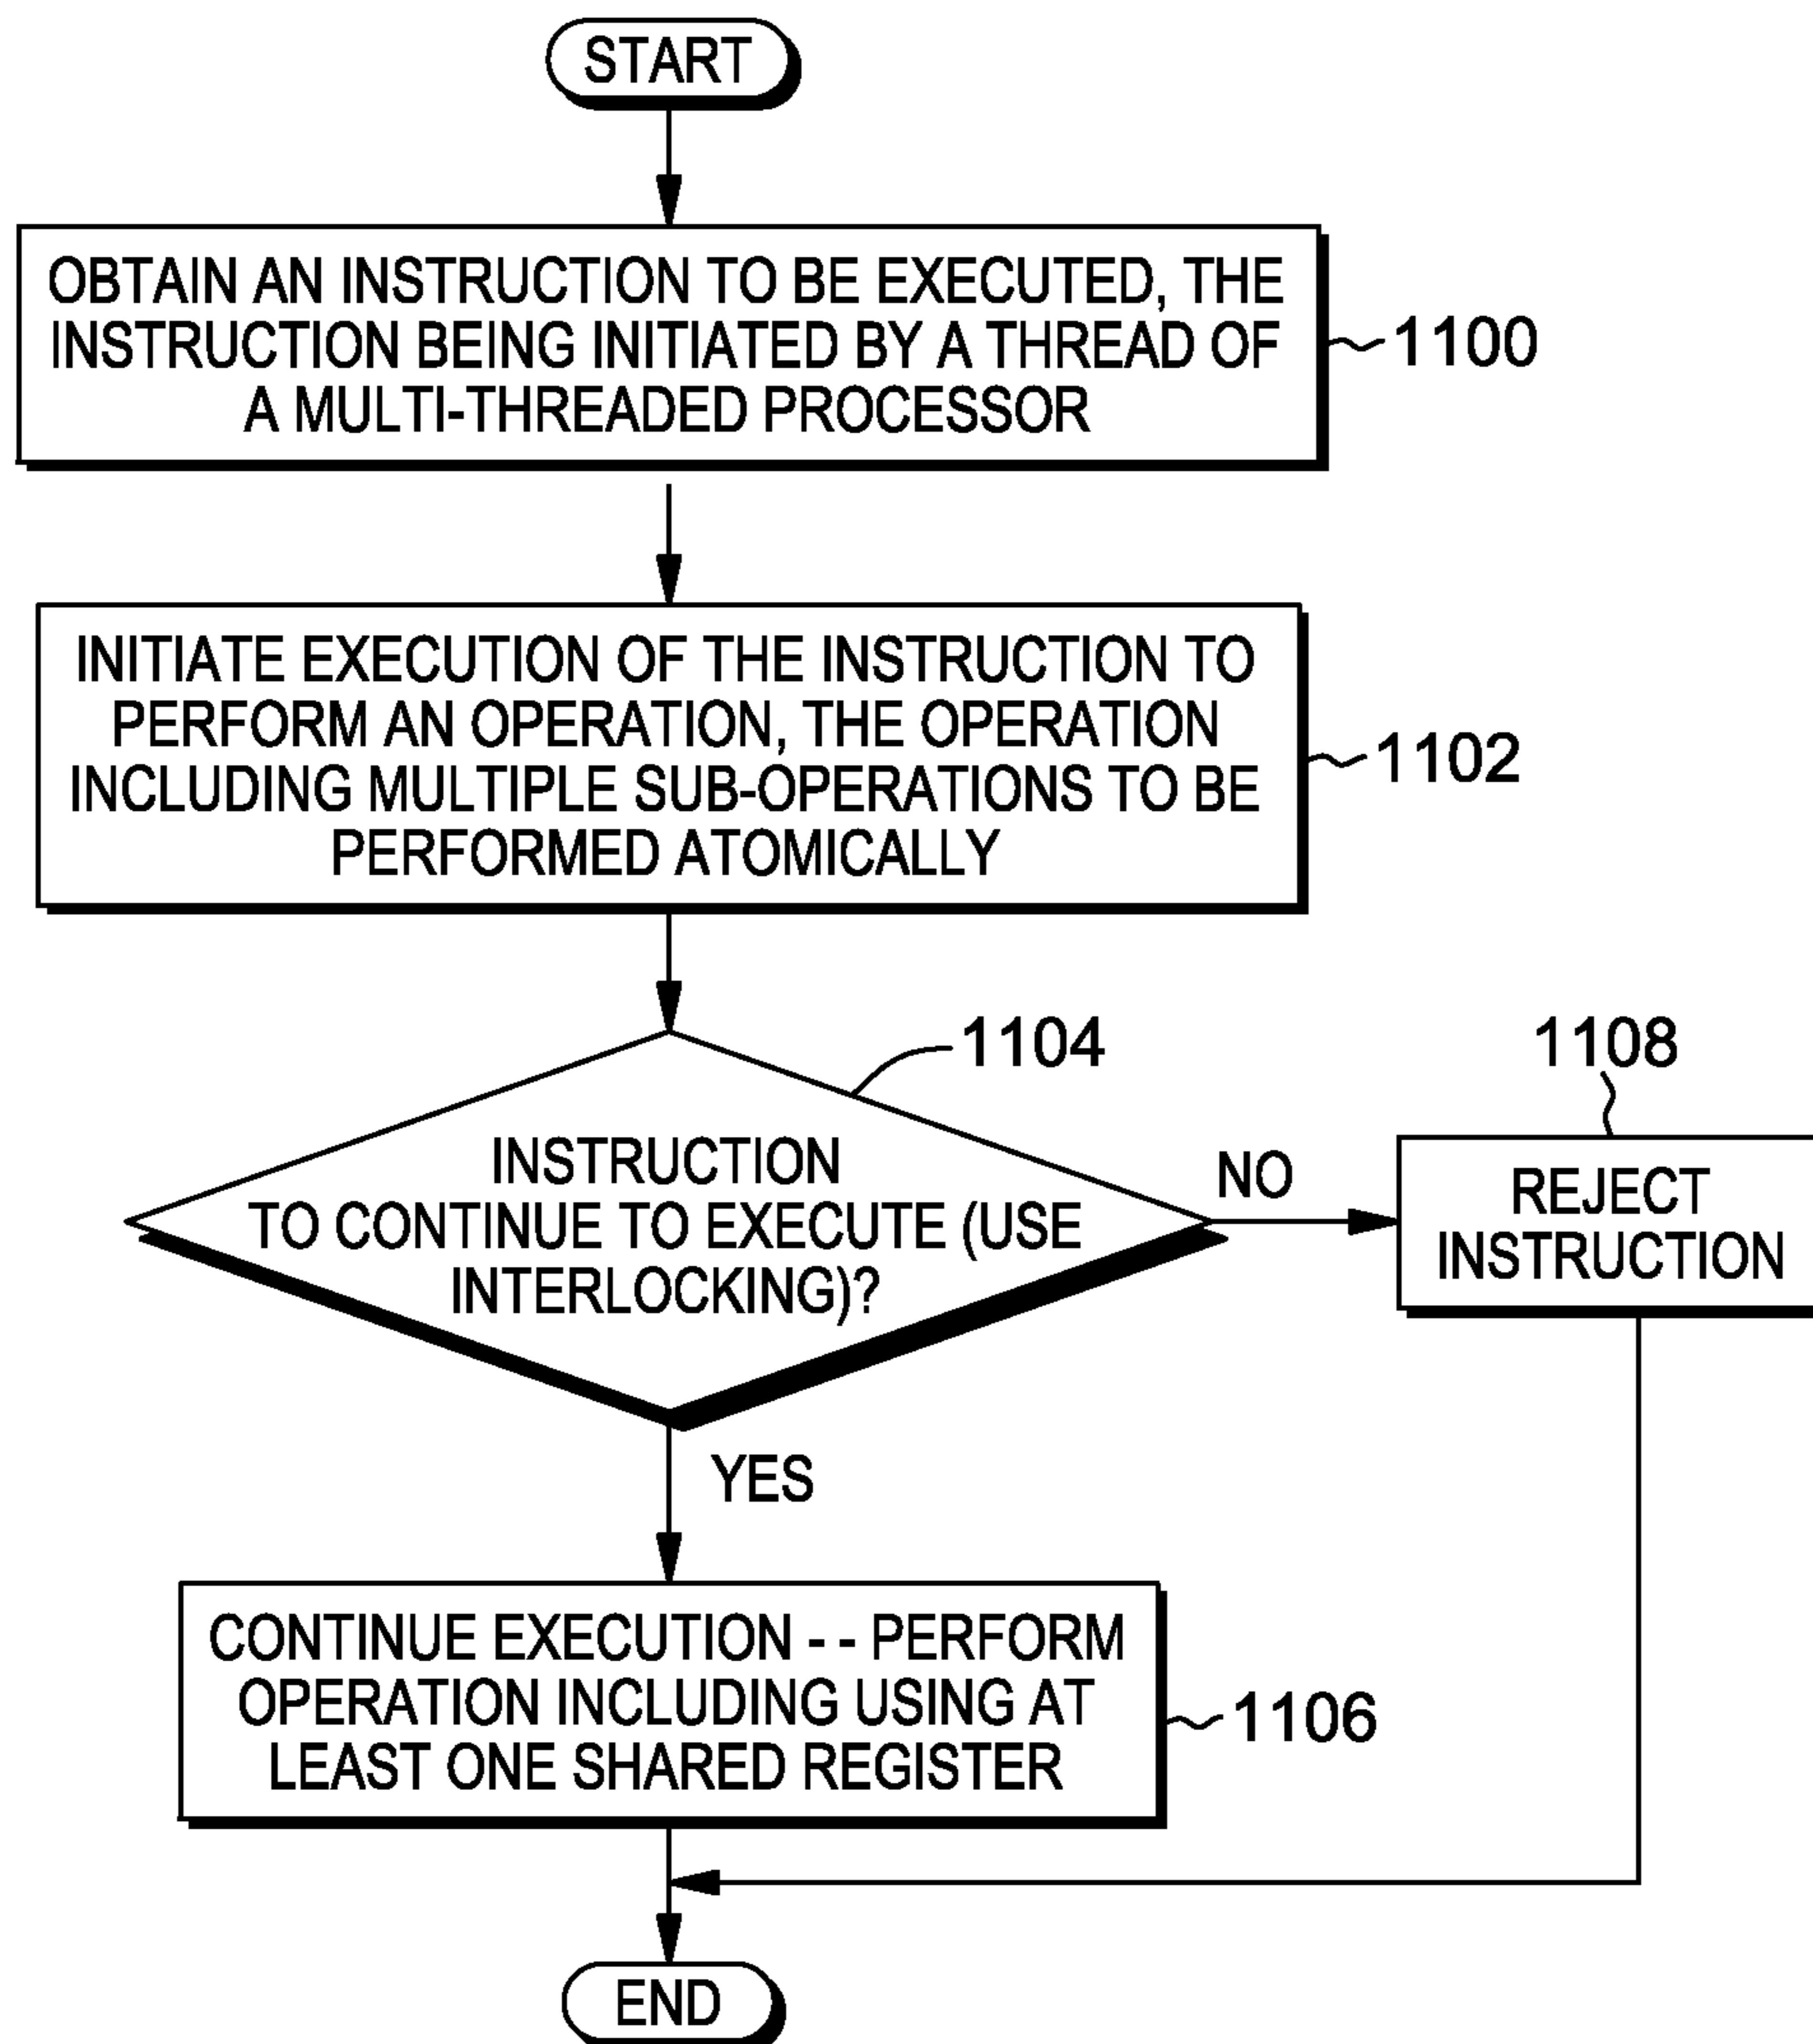 START
OBTAIN AN INSTRUCTION TO BE EXECUTED, THE
INSTRUCTION BEING INITIATED BY A THREAD OF
A MULTI-THREADED PROCESSOR
1100
INITIATE EXECUTION OF THE INSTRUCTION TO
PERFORM AN OPERATION, THE OPERATION
INCLUDING MULTIPLE SUB-OPERATIONS TO BE
PERFORMED ATOMICALLY
1102
1104
INSTRUCTION
TO CONTINUE TO EXECUTE (USE
INTERLOCKING)?
NO
1108
REJECT
INSTRUCTION
YES
CONTINUE EXECUTION - - PERFORM
OPERATION INCLUDING USING AT
LEAST ONE SHARED REGISTER
1106
END